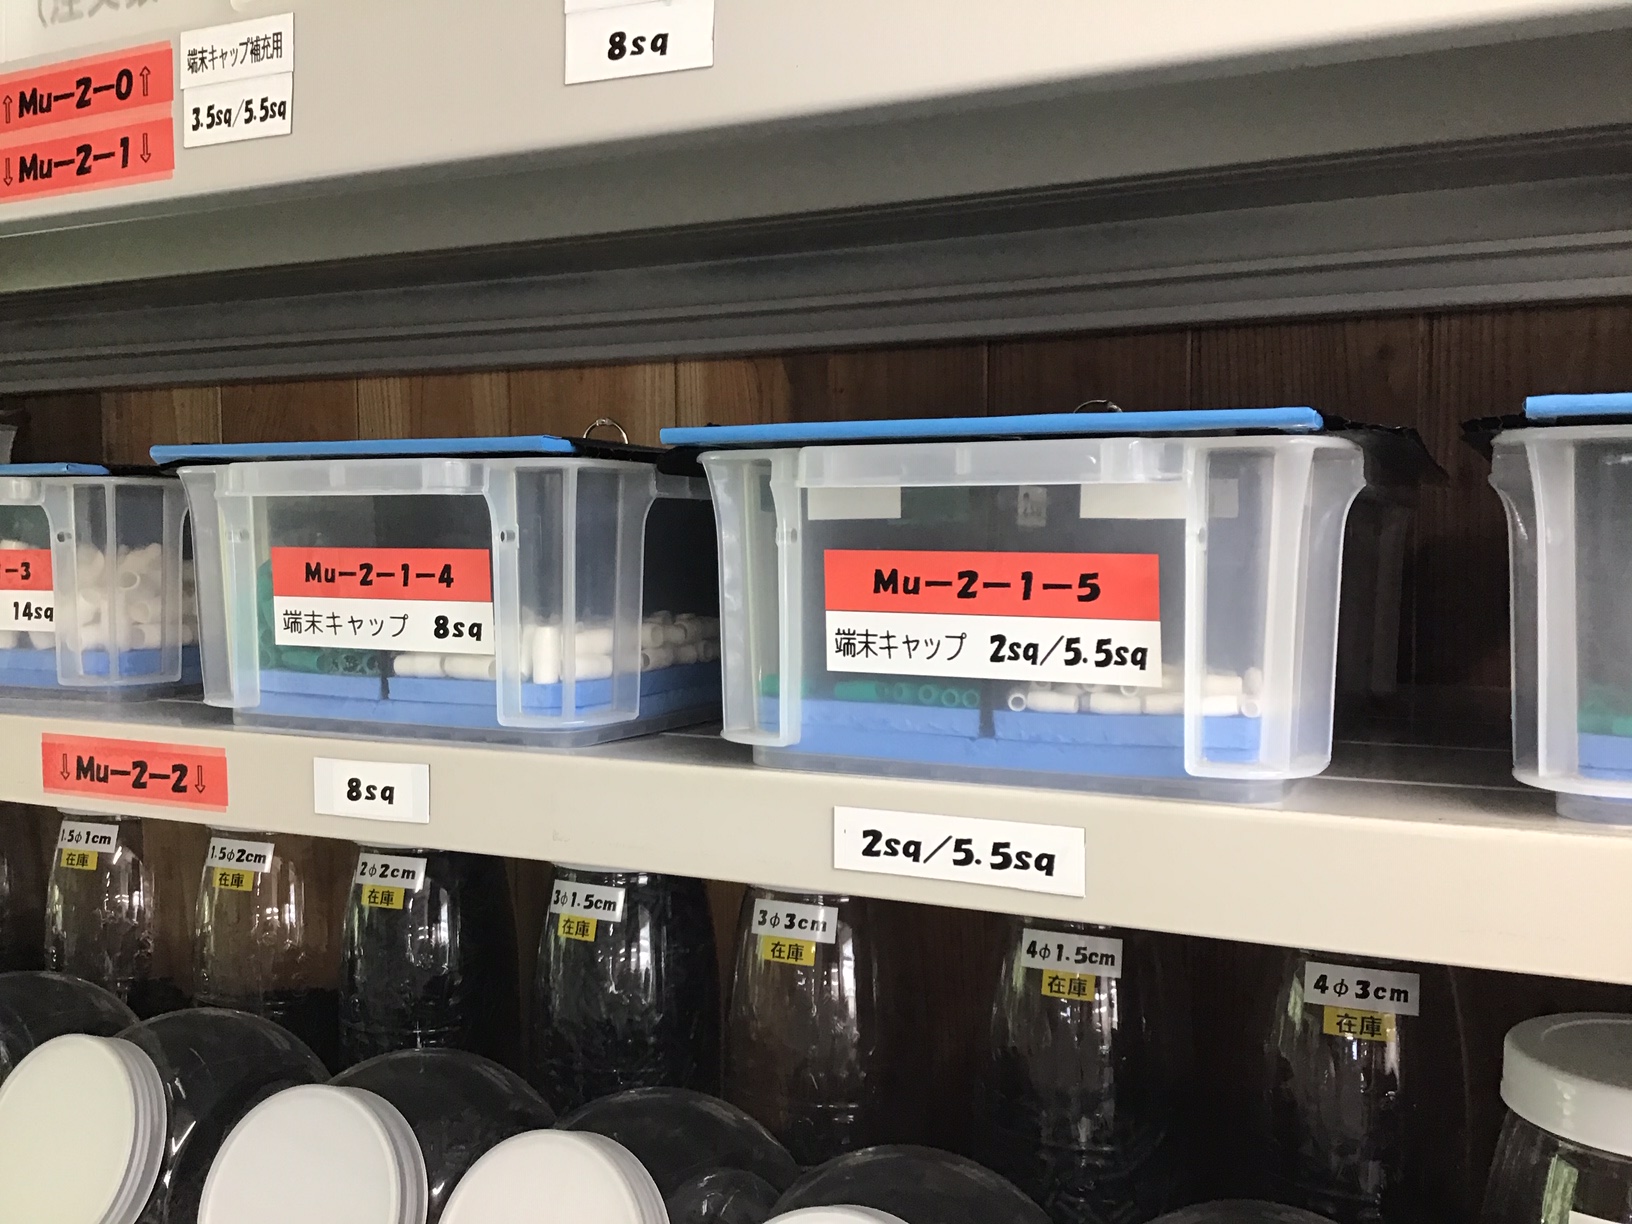 ↑Mu-2-0↑
↓Mu-2-1↓
端末キャップ補充用
3.5sq/5.5sq
8sq
-3
14sq
Mu-2-1-4
端末キャップ 8sq
Mu-2-1-5
端末キャップ 2sq/5.5sq
↓Mu-2-2↓
8sq
2sq/5.5sq
1.5φ1cm
在庫
1.5φ2cm
在庫
2φ2cm
在庫
3φ1.5cm
在庫
3φ3cm
在庫
4φ1.5cm
在庫
4φ3cm
在庫